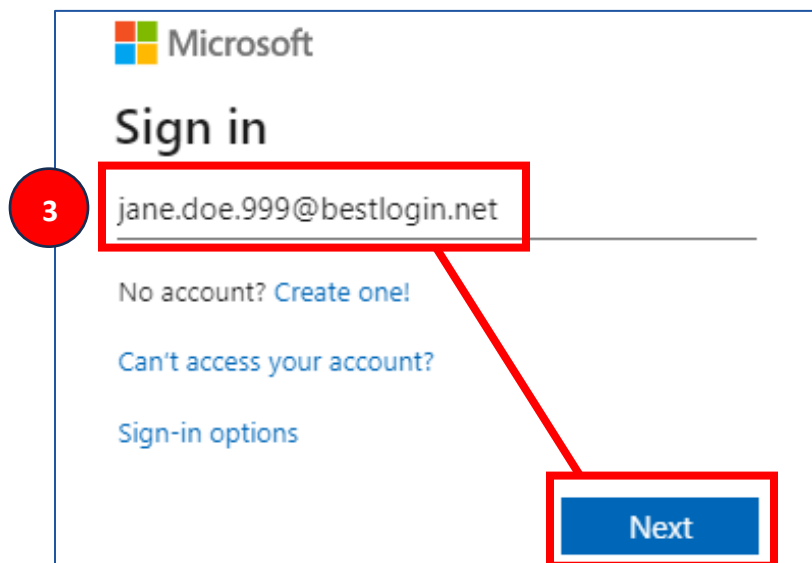 Microsoft
Sign in
3
jane.doe.999@bestlogin.net
No account? Create one!
Can't access your account?
Sign-in options
Next